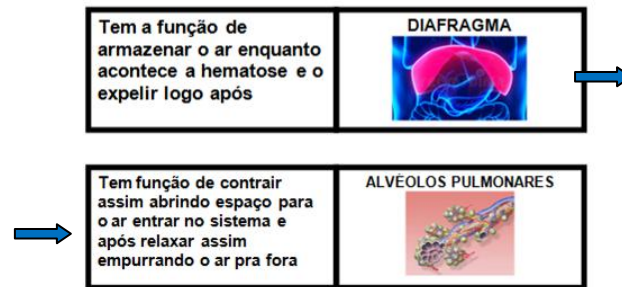 Tem a função de
armazenar o ar enquanto
acontece a hematose e o
expelir logo após
DIAFRAGMA
Tem função de contrair
assim abrindo espaço para
o ar entrar no sistema e
após relaxar assim
empurrando o ar pra fora
ALVÉOLOS PULMONARES